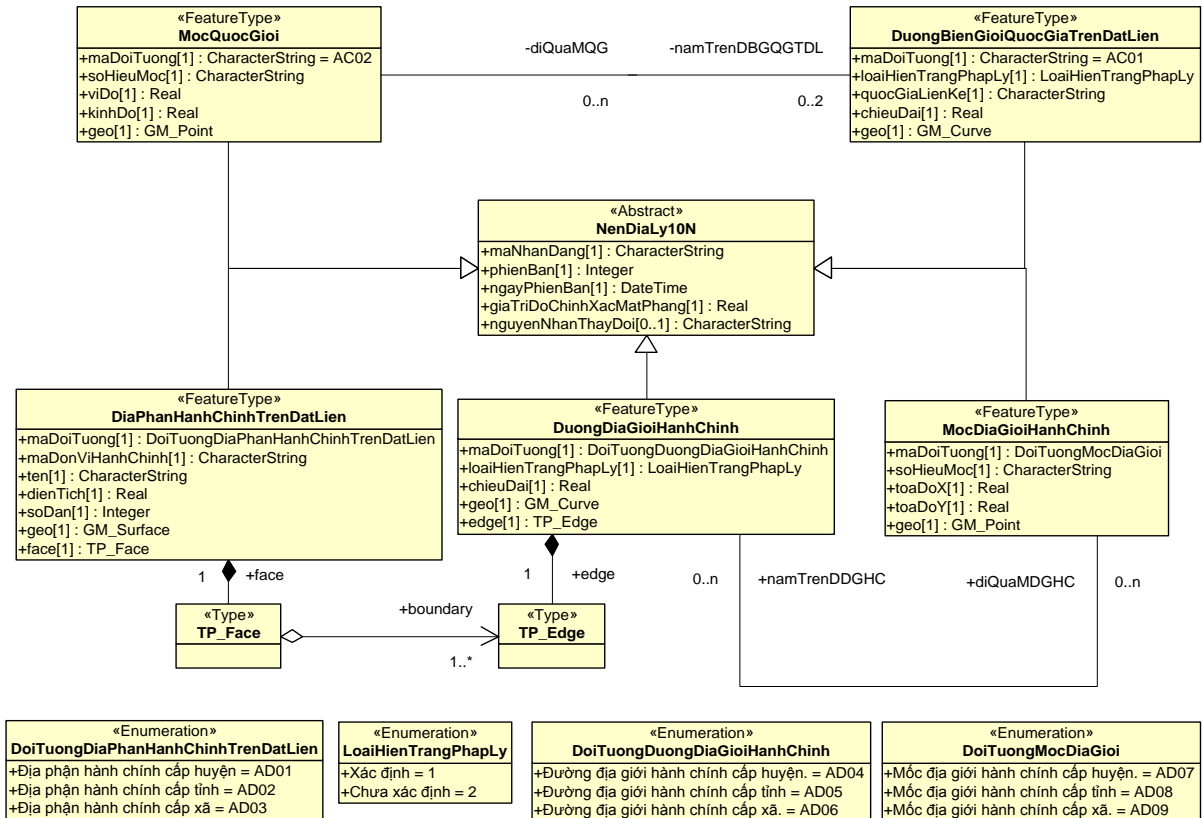 «FeatureType»
MocQuocGioi
+maDoiTuong[1] : CharacterString = AC02
+soHieuMoc[1] : CharacterString
+viDo[1] : Real
+kinhDo[1] : Real
+geo[1] : GM_Point
-diQuaMQG
-namTrenDBGQGTDL
0..n
0..2
«FeatureType»
DuongBienGioiQuocGiaTrenDatLien
+maDoiTuong[1] : CharacterString = AC01
+loaiHienTrangPhapLy[1] : LoaiHienTrangPhapLy
+quocGiaLienKe[1] : CharacterString
+chieuDai[1] : Real
+geo[1] : GM_Curve
«Abstract»
NenDiaLy10N
+maNhanDang[1] : CharacterString
+phienBan[1] : Integer
+ngayPhienBan[1] : DateTime
+giaTriDoChinhXacMatPhang[1] : Real
+nguyenNhanThayDoi[0..1] : CharacterString
«FeatureType»
DiaPhanHanhChinhTrenDatLien
+maDoiTuong[1] : DoiTuongDiaPhanHanhChinhTrenDatLien
+maDonViHanhChinh[1] : CharacterString
+ten[1] : CharacterString
+dienTich[1] : Real
+soDan[1] : Integer
+geo[1] : GM_Surface
+face[1] : TP_Face
«FeatureType»
DuongDiaGioiHanhChinh
+maDoiTuong[1] : DoiTuongDuongDiaGioiHanhChinh
+loaiHienTrangPhapLy[1] : LoaiHienTrangPhapLy
+chieuDai[1] : Real
+geo[1] : GM_Curve
+edge[1] : TP_Edge
«FeatureType»
MocDiaGioiHanhChinh
+maDoiTuong[1] : DoiTuongMocDiaGioi
+soHieuMoc[1] : CharacterString
+toaDoX[1] : Real
+toaDoY[1] : Real
+geo[1] : GM_Point
1
+face
1
+edge
0..n
+namTrenDDGHC
+diQuaMDGHC
0..n
«Type»
TP_Face
+boundary
1..*
«Type»
TP_Edge
«Enumeration»
DoiTuongDiaPhanHanhChinhTrenDatLien
+Địa phận hành chính cấp huyện = AD01
+Địa phận hành chính cấp tỉnh = AD02
+Địa phận hành chính cấp xã = AD03
«Enumeration»
LoaiHienTrangPhapLy
+Xác định = 1
+Chưa xác định = 2
«Enumeration»
DoiTuongDuongDiaGioiHanhChinh
+Đường địa giới hành chính cấp huyện. = AD04
+Đường địa giới hành chính cấp tỉnh = AD05
+Đường địa giới hành chính cấp xã. = AD06
«Enumeration»
DoiTuongMocDiaGioi
+Mốc địa giới hành chính cấp huyện. = AD07
+Mốc địa giới hành chính cấp tỉnh = AD08
+Mốc địa giới hành chính cấp xã. = AD09